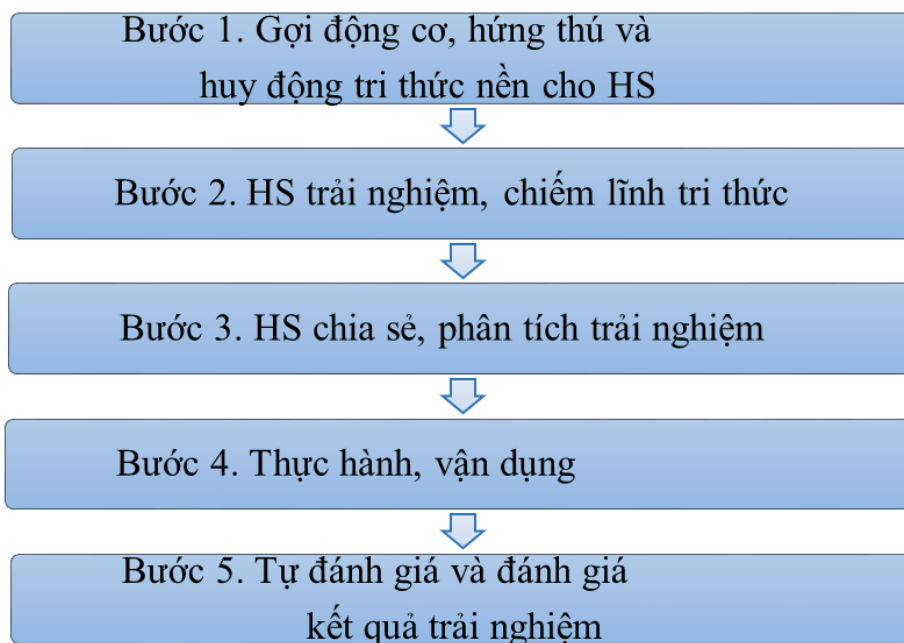 Bước 1. Gợi động cơ, hứng thú và
huy động tri thức nền cho HS
Bước 2. HS trải nghiệm, chiếm lĩnh tri thức
Bước 3. HS chia sẻ, phân tích trải nghiệm
Bước 4. Thực hành, vận dụng
Bước 5. Tự đánh giá và đánh giá
kết quả trải nghiệm